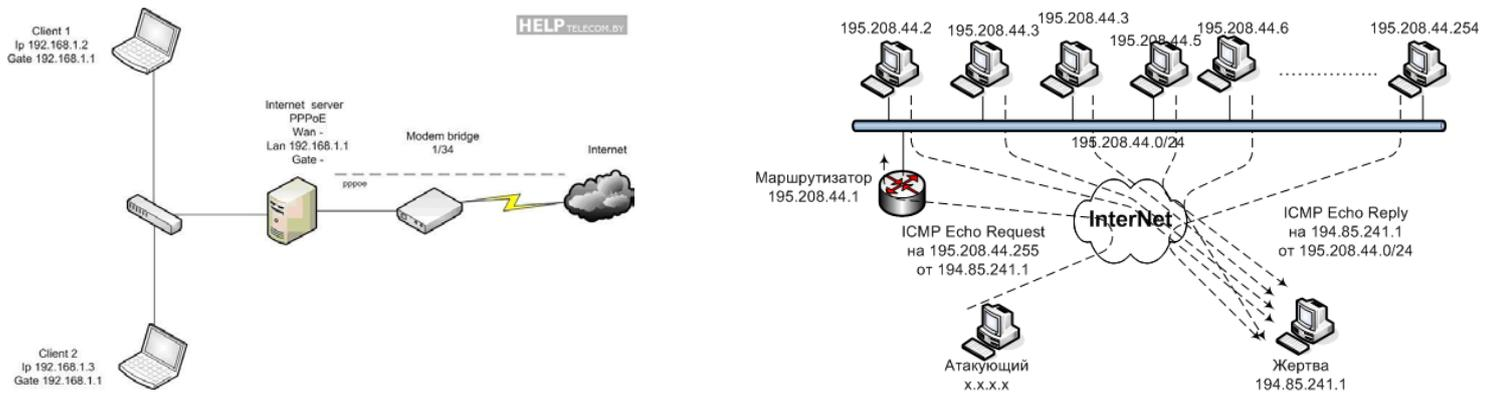 Client 1
Ip 192.168.1.2
Gate 192.168.1.1
HELP TELECOM.BY
Internet server
PPPoE
Wan -
Lan 192.168.1.1
Gate -
Modem bridge
1/34
Internet
pppoe
Client 2
Ip 192.168.1.3
Gate 192.168.1.1
195.208.44.2
195.208.44.3
195.208.44.3
195.208.44.5
195.208.44.6
195.208.44.254
195.208.44.0/24
Маршрутизатор
195.208.44.1
InterNet
ICMP Echo Request
на 195.208.44.255
от 194.85.241.1
ICMP Echo Reply
на 194.85.241.1
от 195.208.44.0/24
Атакующий
x.x.x.x
Жертва
194.85.241.1